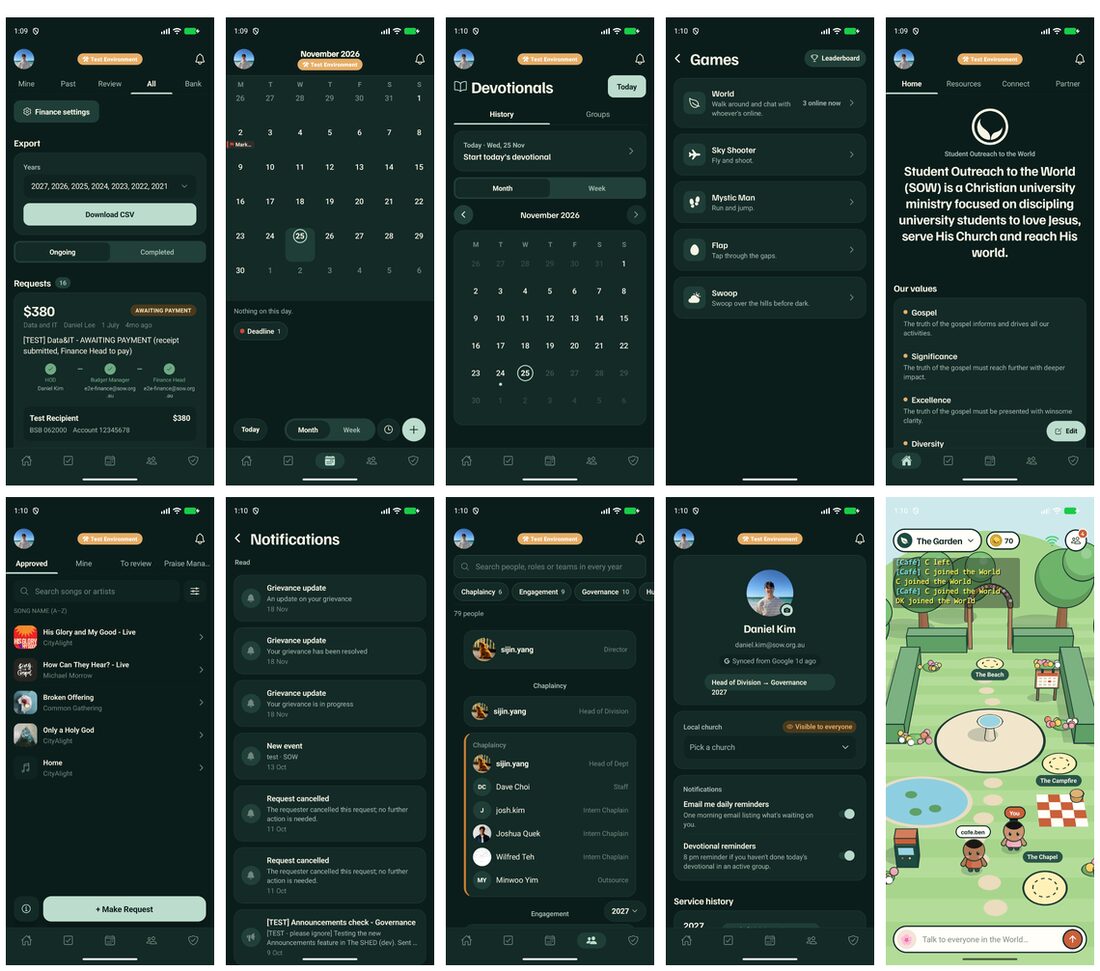 1:09
Test Environment
Mine Past Review All Bank
Finance settings
Export
Years
2027, 2026, 2025, 2024, 2023, 2022, 2021
Download CSV
Ongoing Completed
Requests 16
$380 AWAITING PAYMENT
Data and IT Daniel Lee 1 July 4mo ago
[TEST] Data&IT - AWAITING PAYMENT (receipt
submitted, Finance Head to pay)
HOD Budget Manager Finance Head
Daniel Kim e2e-finance@sow.org e2e-finance@sow.org
.au .au
Test Recipient $380
BSB 062000 Account 12345678
1:09
November 2026
Test Environment
M T W T F S S
26 27 28 29 30 31 1
2 3 4 5 6 7 8
Mark...
9 10 11 12 13 14 15
16 17 18 19 20 21 22
23 24 25 26 27 28 29
30 1 2 3 4 5 6
Nothing on this day.
Deadline 1
Today Month Week
1:10
Test Environment
Devotionals Today
History Groups
Today · Wed, 25 Nov
Start today's devotional
Month Week
November 2026
M T W T F S S
26 27 28 29 30 31 1
2 3 4 5 6 7 8
9 10 11 12 13 14 15
16 17 18 19 20 21 22
23 24 25 26 27 28 29
30 1 2 3 4 5 6
1:10
Games Leaderboard
World
Walk around and chat with
whoever's online.
3 online now
Sky Shooter
Fly and shoot.
Mystic Man
Run and jump.
Flap
Tap through the gaps.
Swoop
Swoop over the hills before dark.
1:09
Test Environment
Home Resources Connect Partner
Student Outreach to the World
Student Outreach to the World
(SOW) is a Christian university
ministry focused on discipling
university students to love Jesus,
serve His Church and reach His
world.
Our values
Gospel
The truth of the gospel informs and drives all our
activities.
Significance
The truth of the gospel must reach further with deeper
impact.
Excellence
The truth of the gospel must be presented with winsome
clarity.
Diversity
Edit
1:10
Test Environment
Approved Mine To review Praise Mana...
Search songs or artists
SONG NAME (A–Z)
HIS GLORY MY GOOD
His Glory and My Good - Live
CityAlight
How Can They Hear? - Live
Michael Morrow
Broken Offering
Common Gathering
Only a Holy God
CityAlight
Home
CityAlight
+ Make Request
1:10
Notifications
Read
Grievance update
An update on your grievance
18 Nov
Grievance update
Your grievance has been resolved
18 Nov
Grievance update
Your grievance is in progress
18 Nov
New event
test · SOW
13 Oct
Request cancelled
The requester cancelled this request; no further
action is needed.
11 Oct
Request cancelled
The requester cancelled this request; no further
action is needed.
11 Oct
[TEST] Announcements check - Governance
[TEST - please ignore] Testing the new
Announcements feature in The SHED (dev). Sent ...
9 Oct
1:10
Test Environment
Search people, roles or teams in every year
Chaplaincy 6 Engagement 9 Governance 10 Hu
79 people
sijin.yang Director
Chaplaincy
sijin.yang Head of Division
Chaplaincy
sijin.yang Head of Dept
DC Dave Choi Staff
J josh.kim Intern Chaplain
Joshua Quek Intern Chaplain
Wilfred Teh Intern Chaplain
MY Minwoo Yim Outsource
Engagement 2027
1:10
Test Environment
Daniel Kim
daniel.kim@sow.org.au
G Synced from Google 1d ago
Head of Division → Governance
2027
Local church Visible to everyone
Pick a church
Notifications
Email me daily reminders
One morning email listing what's waiting on
you.
Devotional reminders
8 pm reminder if you haven't done today's
devotional in an active group.
Service history
2027
1:10
The Garden 70
[Café] C left
[Café] C joined the World
C joined the World
[Café] C joined the World
DK joined the World
The Beach
The Campfire
You
cafe.ben
The Chapel
Talk to everyone in the World...